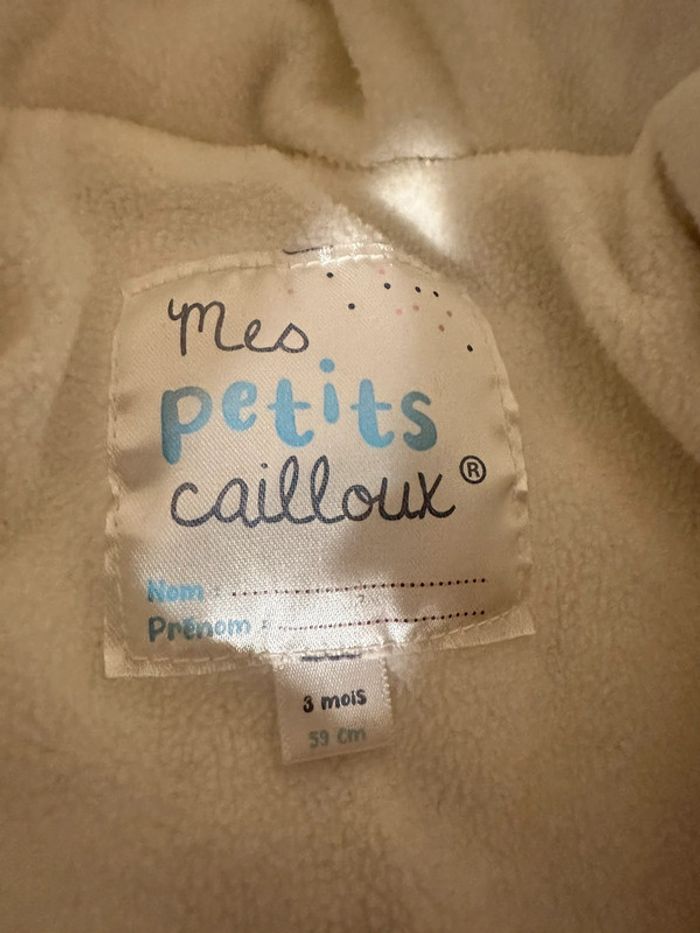 Mes
petits
cailloux®
Nom : ..............................
Prénom : ..............................
3 mois
59 cm